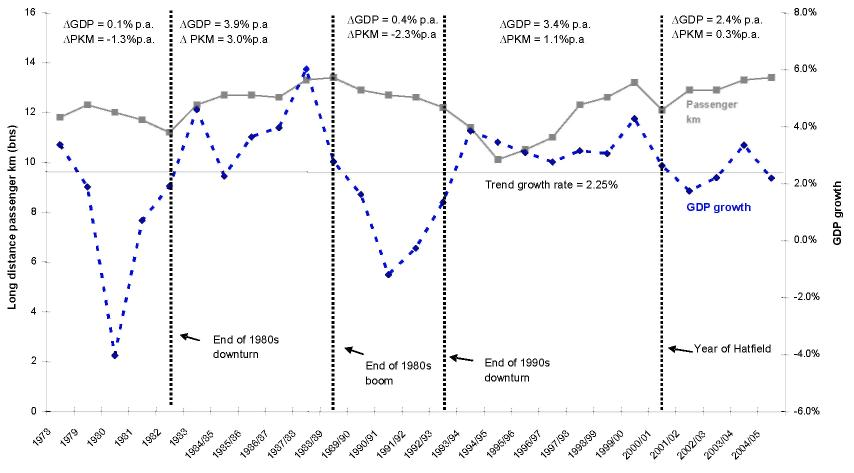 ΔGDP = 0.1% p.a.
ΔPKM = -1.3%p.a.
ΔGDP = 3.9% p.a
Δ PKM = 3.0%p.a
ΔGDP = 0.4% p.a.
ΔPKM = -2.3%p.a
ΔGDP = 3.4% p.a.
ΔPKM = 1.1%p.a
ΔGDP = 2.4% p.a.
ΔPKM = 0.3%p.a.
16
14
12
10
8
6
4
2
0
Long distance passenger km (bns)
8.0%
6.0%
4.0%
2.0%
0.0%
-2.0%
-4.0%
-6.0%
GDP growth
Passenger
km
Trend growth rate = 2.25%
GDP growth
End of 1980s
downturn
End of 1980s
boom
End of 1990s
downturn
Year of Hatfield
1978
1979
1980
1981
1982
1983
1984/85
1985/86
1986/87
1987/88
1988/89
1989/90
1990/91
1991/92
1992/93
1993/94
1994/95
1995/96
1996/97
1997/98
1998/99
1999/00
2000/01
2001/02
2002/03
2003/04
2004/05